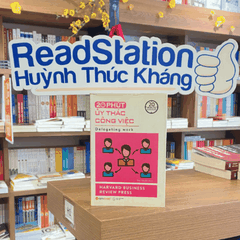 ReadStation
Huỳnh Thúc Kháng
20 PHÚT
ỦY THÁC
CÔNG VIỆC
Delegating work
HARVARD BUSINESS
REVIEW PRESS